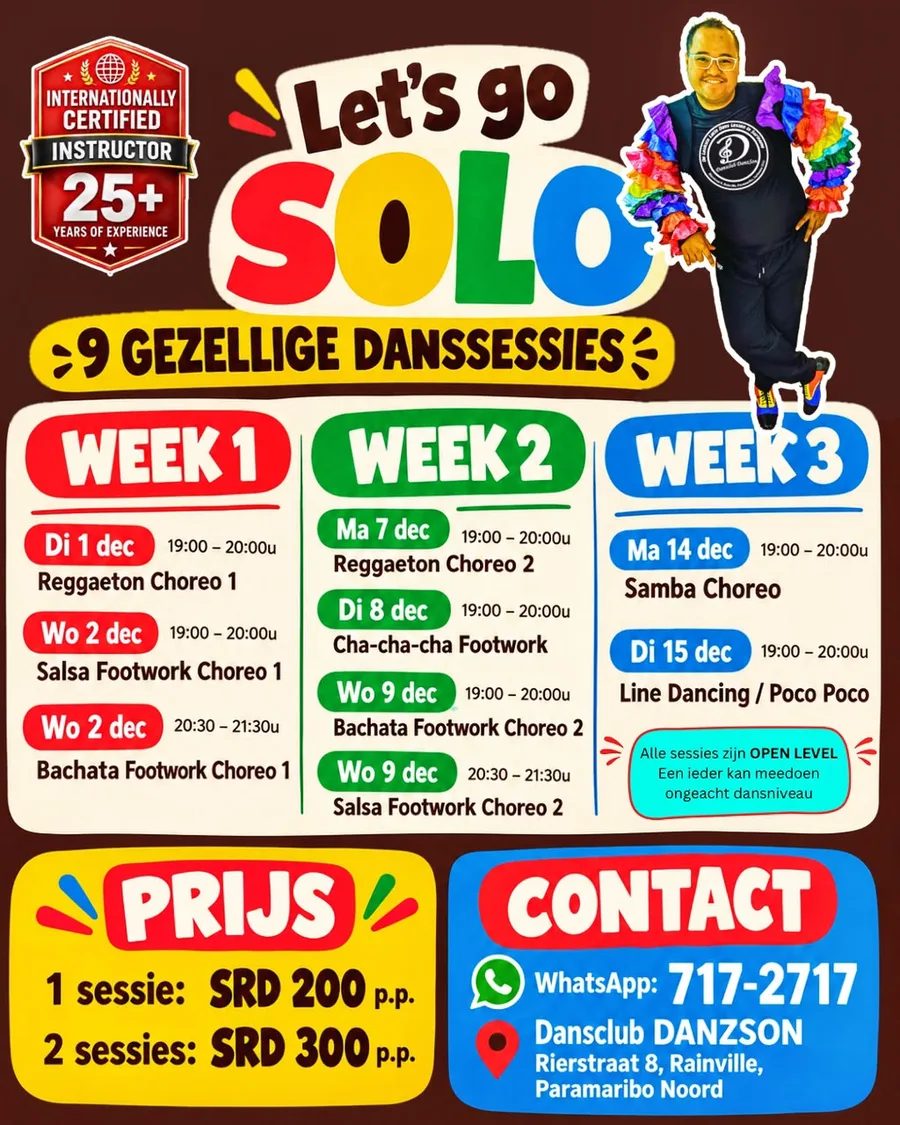 INTERNATIONALLY
CERTIFIED
INSTRUCTOR
25+
YEARS OF EXPERIENCE
Let's go
SOLO
9 GEZELLIGE DANSSESSIES
Dansclub DanzSon
WEEK 1
Di 1 dec 19:00 – 20:00u
Reggaeton Choreo 1
Wo 2 dec 19:00 – 20:00u
Salsa Footwork Choreo 1
Wo 2 dec 20:30 – 21:30u
Bachata Footwork Choreo 1
WEEK 2
Ma 7 dec 19:00 – 20:00u
Reggaeton Choreo 2
Di 8 dec 19:00 – 20:00u
Cha-cha-cha Footwork
Wo 9 dec 19:00 – 20:00u
Bachata Footwork Choreo 2
Wo 9 dec 20:30 – 21:30u
Salsa Footwork Choreo 2
WEEK 3
Ma 14 dec 19:00 – 20:00u
Samba Choreo
Di 15 dec 19:00 – 20:00u
Line Dancing / Poco Poco
Alle sessies zijn OPEN LEVEL
Een ieder kan meedoen
ongeacht dansniveau
PRIJS
1 sessie: SRD 200 p.p.
2 sessies: SRD 300 p.p.
CONTACT
WhatsApp: 717-2717
Dansclub DANZSON
Rierstraat 8, Rainville,
Paramaribo Noord